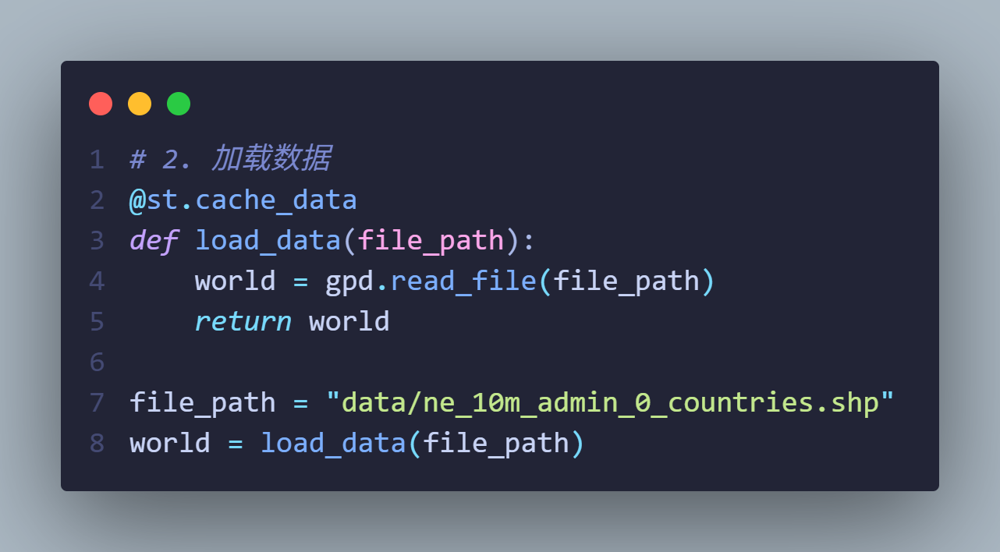 1 # 2. 加载数据
2 @st.cache_data
3 def load_data(file_path):
4     world = gpd.read_file(file_path)
5     return world
6
7 file_path = "data/ne_10m_admin_0_countries.shp"
8 world = load_data(file_path)